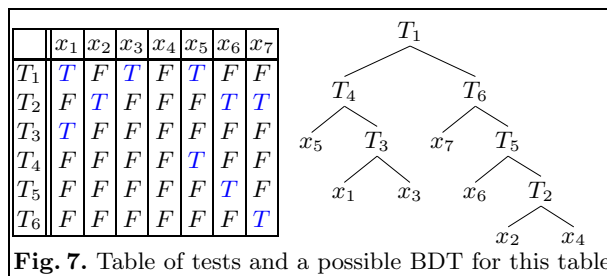 x1 x2 x3 x4 x5 x6 x7
T1 T F T F T F F
T2 F T F F F T T
T3 T F F F F F F
T4 F F F F T F F
T5 F F F F F T F
T6 F F F F F F T
T1
T4 T6
x5 T3 x7 T5
x1 x3 x6 T2
x2 x4
Fig. 7. Table of tests and a possible BDT for this table